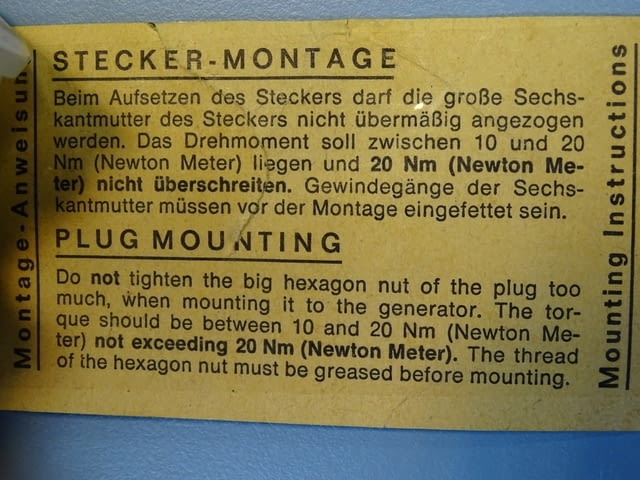 Montage-Anweisung
STECKER-MONTAGE
Beim Aufsetzen des Steckers darf die große Sechs-
kantmutter des Steckers nicht übermäßig angezogen
werden. Das Drehmoment soll zwischen 10 und 20
Nm (Newton Meter) liegen und 20 Nm (Newton Me-
ter) nicht überschreiten. Gewindegänge der Sechs-
kantmutter müssen vor der Montage eingefettet sein.
PLUG MOUNTING
Do not tighten the big hexagon nut of the plug too
much, when mounting it to the generator. The tor-
que should be between 10 and 20 Nm (Newton Me-
ter) not exceeding 20 Nm (Newton Meter). The thread
of the hexagon nut must be greased before mounting.
Mounting Instructions